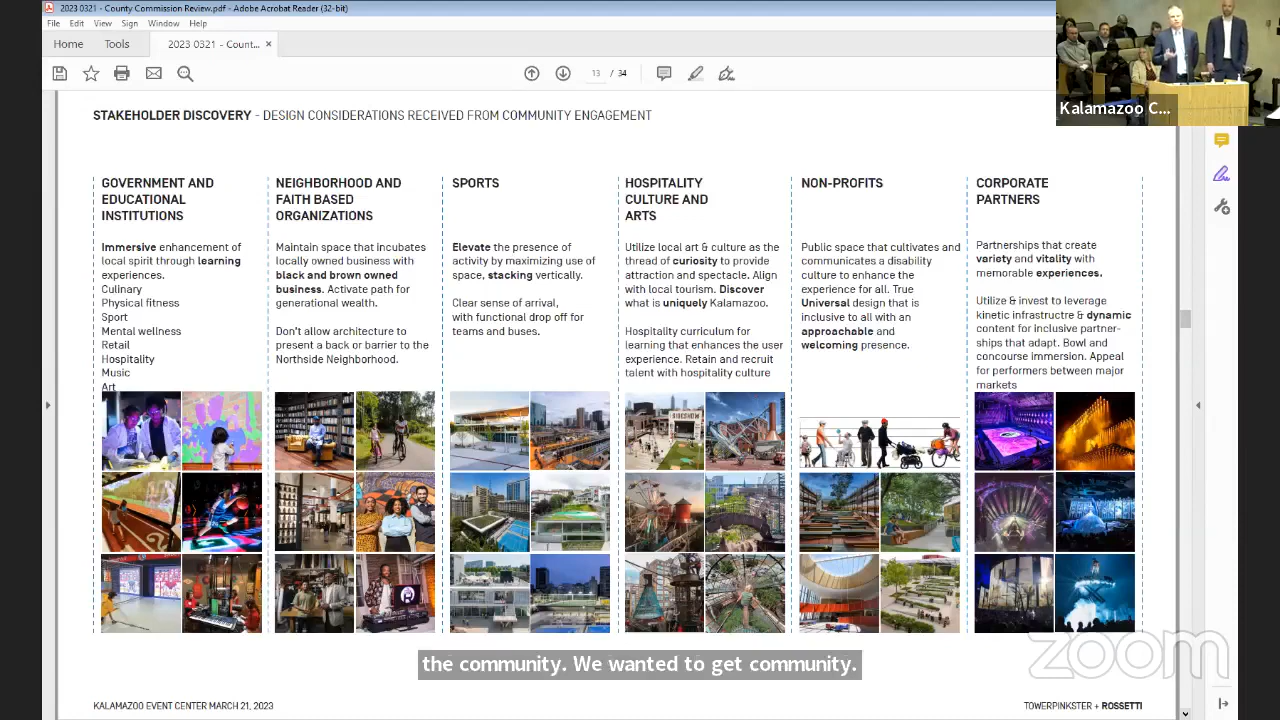 2023 0321 - County Commission Review.pdf - Adobe Acrobat Reader (32-bit)
File Edit View Sign Window Help
Home Tools 2023 0321 - Count... ×
13 / 34
Kalamazoo C...
STAKEHOLDER DISCOVERY - DESIGN CONSIDERATIONS RECEIVED FROM COMMUNITY ENGAGEMENT
GOVERNMENT AND
EDUCATIONAL
INSTITUTIONS
Immersive enhancement of
local spirit through learning
experiences.
Culinary
Physical fitness
Sport
Mental wellness
Retail
Hospitality
Music
Art
NEIGHBORHOOD AND
FAITH BASED
ORGANIZATIONS
Maintain space that incubates
locally owned business with
black and brown owned
business. Activate path for
generational wealth.
Don't allow architecture to
present a back or barrier to the
Northside Neighborhood.
SPORTS
Elevate the presence of
activity by maximizing use of
space, stacking vertically.
Clear sense of arrival,
with functional drop off for
teams and buses.
HOSPITALITY
CULTURE AND
ARTS
Utilize local art & culture as the
thread of curiosity to provide
attraction and spectacle. Align
with local tourism. Discover
what is uniquely Kalamazoo.
Hospitality curriculum for
learning that enhances the user
experience. Retain and recruit
talent with hospitality culture
SIDESHOW
NON-PROFITS
Public space that cultivates and
communicates a disability
culture to enhance the
experience for all. True
Universal design that is
inclusive to all with an
approachable and
welcoming presence.
CORPORATE
PARTNERS
Partnerships that create
variety and vitality with
memorable experiences.
Utilize & invest to leverage
kinetic infrastructre & dynamic
content for inclusive partner-
ships that adapt. Bowl and
concourse immersion. Appeal
for performers between major
markets
the community. We wanted to get community.
zoom
KALAMAZOO EVENT CENTER MARCH 21, 2023
TOWERPINKSTER + ROSSETTI